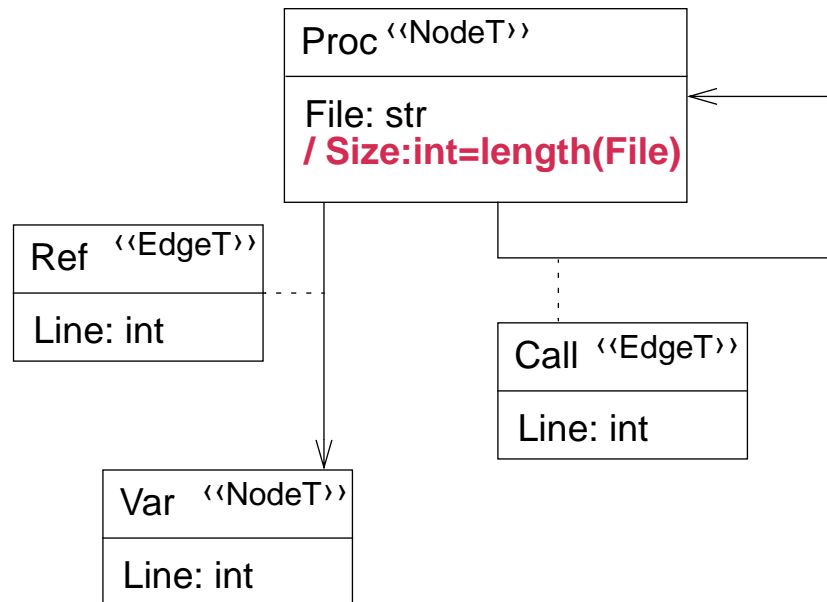 Proc ‹‹NodeT››
File: str
/ Size:int=length(File)
Ref ‹‹EdgeT››
Line: int
Call ‹‹EdgeT››
Line: int
Var ‹‹NodeT››
Line: int